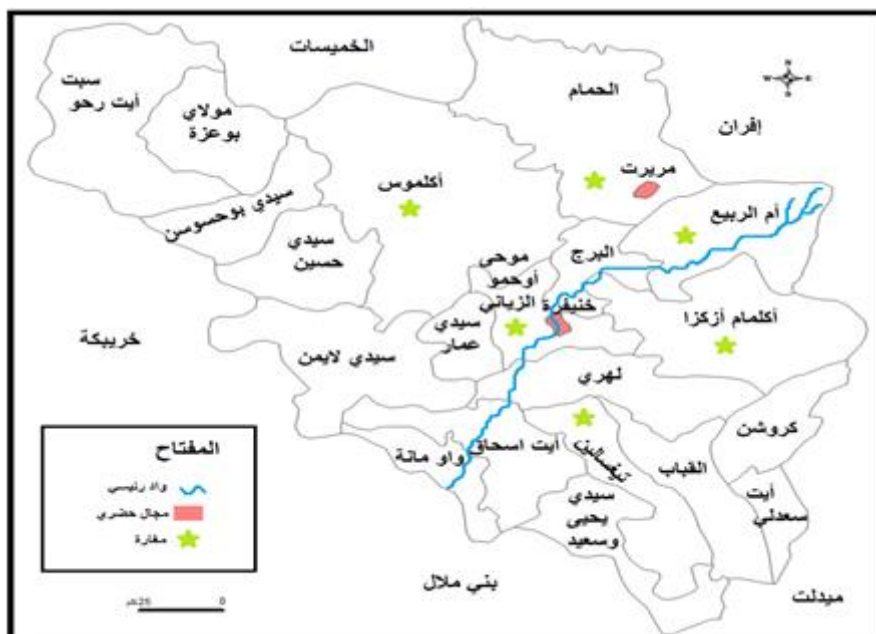 الخميسات
سبت
أيت رحو
مولاي
بوعزة
الحمام
إفران
W
E
N
S
أكلموس
مريرت
سيدي بوحسوسن
أم الربيع
سيدي
حسين
موحى
أوحمو
الزياني
البرج
خنيفرة
أكلمام أزكزا
خريبكة
سيدي لايمن
سيدي
عمار
لهري
كروشن
واو مانة
أيت اسحاق
تيغسالين
القباب
أيت
سعدلي
سيدي
يحيى
وسعيد
بني ملال
ميدلت
المفتاح
واد رئيسي
مجال حضري
مغارة
0
26كم